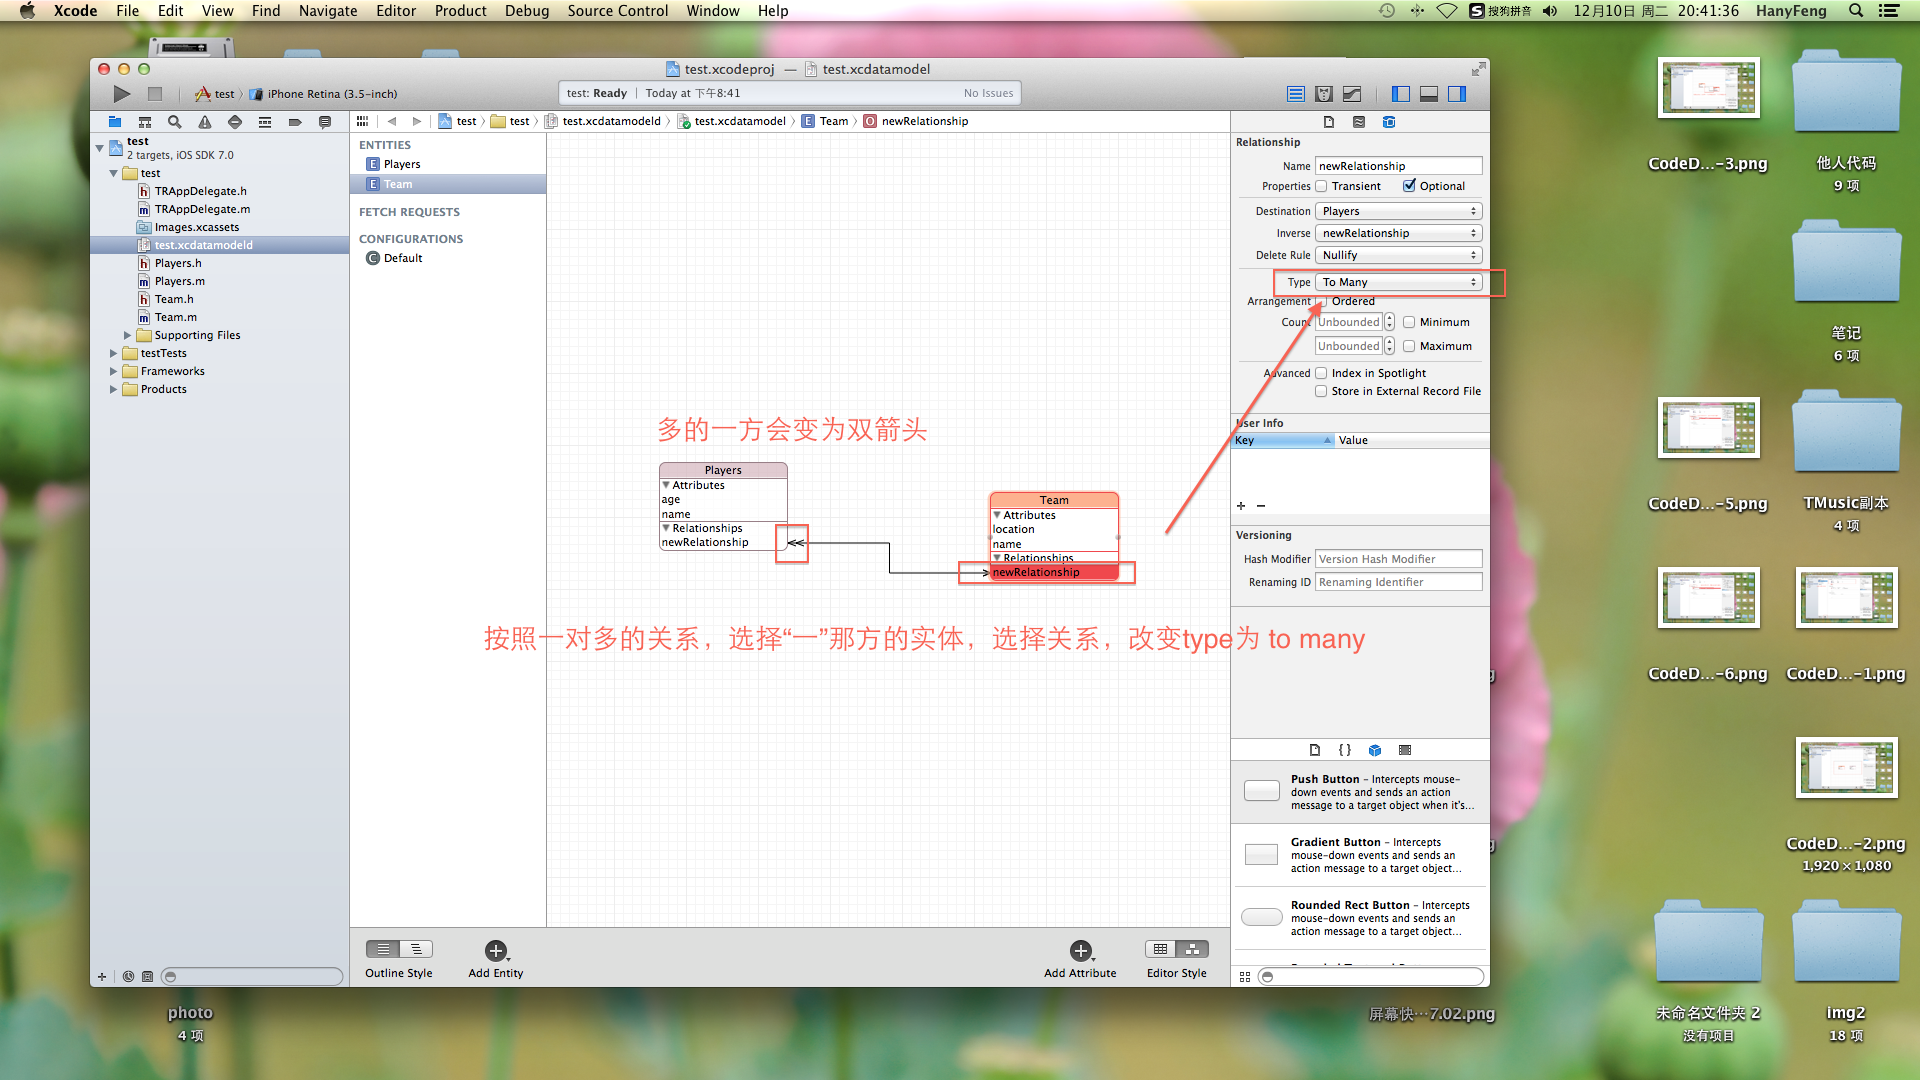 Xcode File Edit View Find Navigate Editor Product Debug Source Control Window Help
S 搜狗拼音 12月10日 周二 20:41:36 HanyFeng
test.xcodeproj — test.xcdatamodel
test iPhone Retina (3.5-inch)
test: Ready | Today at 下午8:41 No Issues
test
2 targets, iOS SDK 7.0
test
TRAppDelegate.h
TRAppDelegate.m
Images.xcassets
test.xcdatamodeld
Players.h
Players.m
Team.h
Team.m
Supporting Files
testTests
Frameworks
Products
test test test.xcdatamodeld test.xcdatamodel E Team O newRelationship
ENTITIES
E Players
E Team
FETCH REQUESTS
CONFIGURATIONS
C Default
多的一方会变为双箭头
Players
Attributes
age
name
Relationships
newRelationship
Team
Attributes
location
name
Relationships
newRelationship
按照一对多的关系，选择“一”那方的实体，选择关系，改变type为 to many
Outline Style
Add Entity
Add Attribute
Editor Style
Relationship
Name newRelationship
Properties Transient Optional
Destination Players
Inverse newRelationship
Delete Rule Nullify
Type To Many
Arrangement Ordered
Count Unbounded Minimum
Unbounded Maximum
Advanced Index in Spotlight
Store in External Record File
User Info
Key Value
Versioning
Hash Modifier Version Hash Modifier
Renaming ID Renaming Identifier
Push Button – Intercepts mouse-
down events and sends an action
message to a target object when it's...
Gradient Button – Intercepts
mouse-down events and sends an
action message to a target object...
Rounded Rect Button – Intercepts
mouse-down events and sends an
action message to a target object...
CodeD...-3.png
他人代码
9 项
笔记
6 项
CodeD...-5.png
TMusic副本
4 项
CodeD...-6.png
CodeD...-1.png
CodeD...-2.png
1,920 × 1,080
photo
4 项
屏幕快…7.02.png
未命名文件夹 2
没有项目
img2
18 项